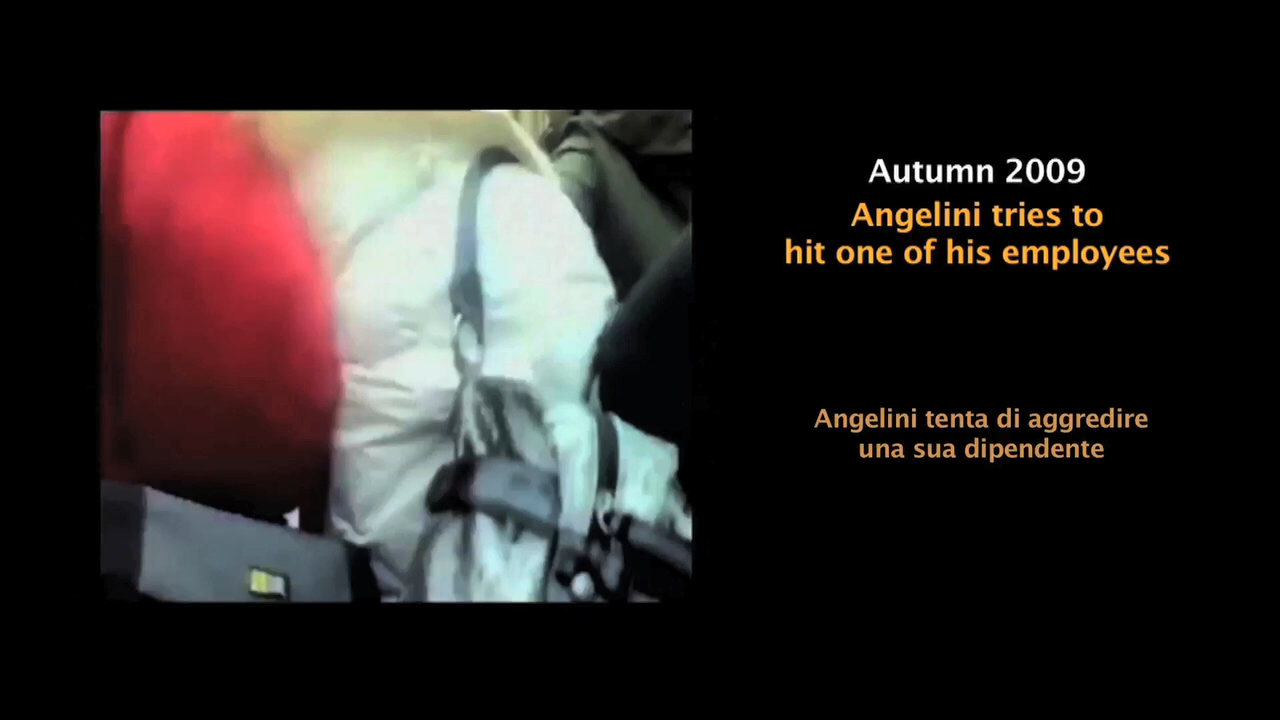 Autumn 2009
Angelini tries to
hit one of his employees
Angelini tenta di aggredire
una sua dipendente